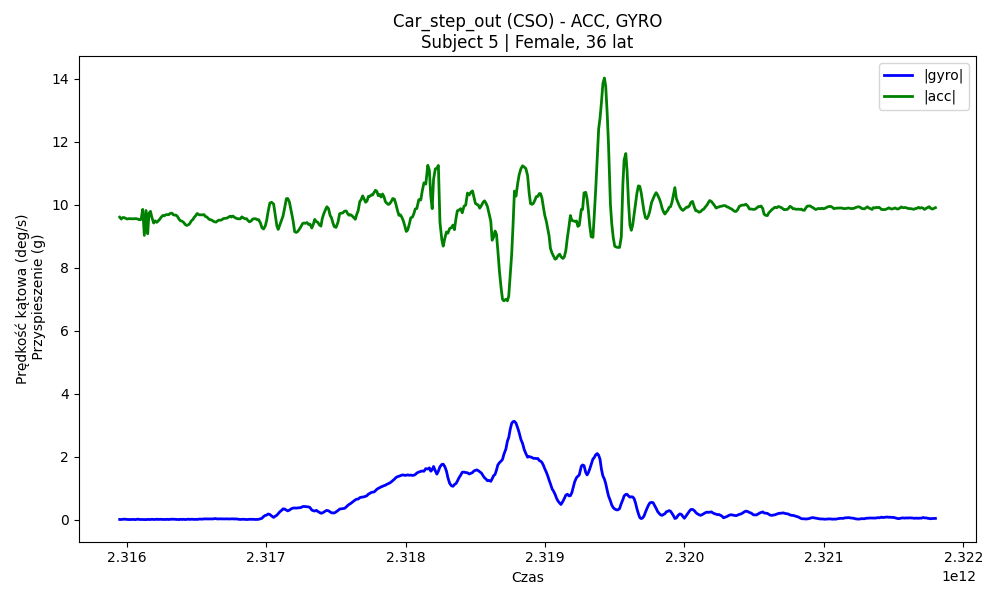 Car_step_out (CSO) - ACC, GYRO
Subject 5 | Female, 36 lat
|gyro|
|acc|
14
12
10
8
6
4
2
0
Prędkość kątowa (deg/s)
Przyspieszenie (g)
2.316 2.317 2.318 2.319 2.320 2.321 2.322
1e12
Czas